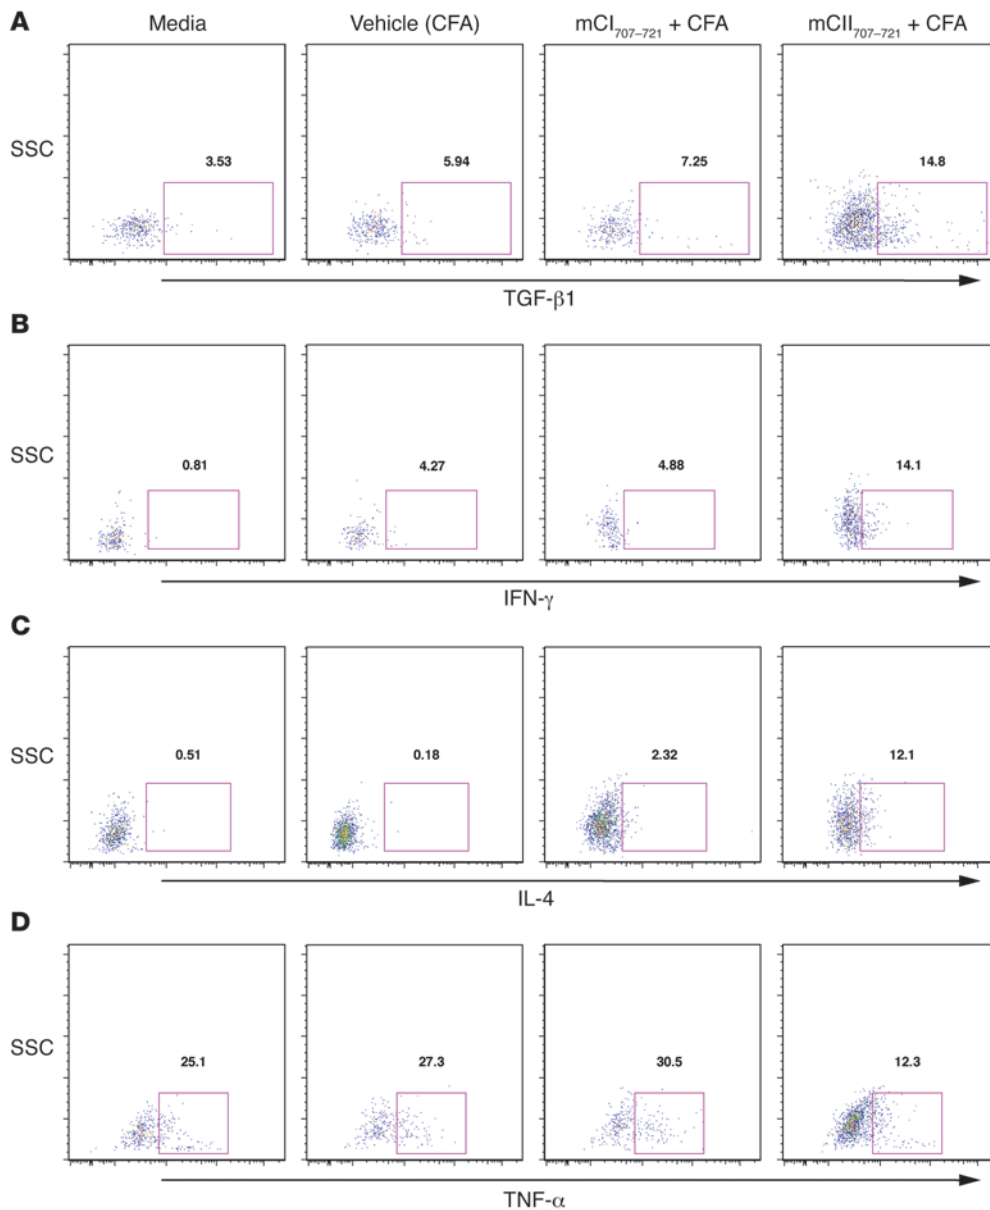 A
Media Vehicle (CFA) mCI707–721 + CFA mCII707–721 + CFA
SSC
3.53 5.94 7.25 14.8
TGF-β1
B
SSC
0.81 4.27 4.88 14.1
IFN-γ
C
SSC
0.51 0.18 2.32 12.1
IL-4
D
SSC
25.1 27.3 30.5 12.3
TNF-α